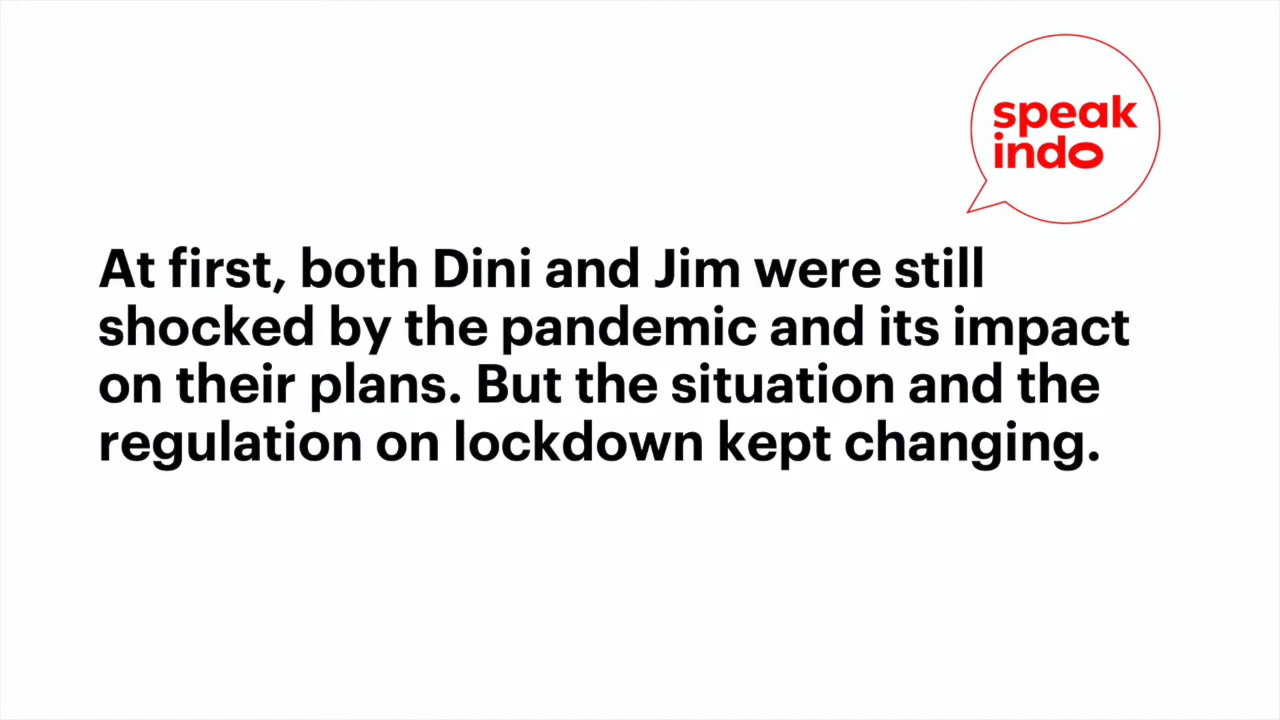 speak
indo
At first, both Dini and Jim were still
shocked by the pandemic and its impact
on their plans. But the situation and the
regulation on lockdown kept changing.